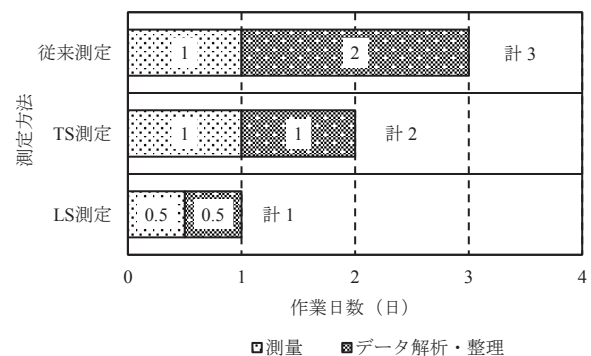 測定方法
従来測定
1
2
計 3
TS測定
1
1
計 2
LS測定
0.5
0.5
計 1
0
1
2
3
4
作業日数（日）
測量
データ解析・整理